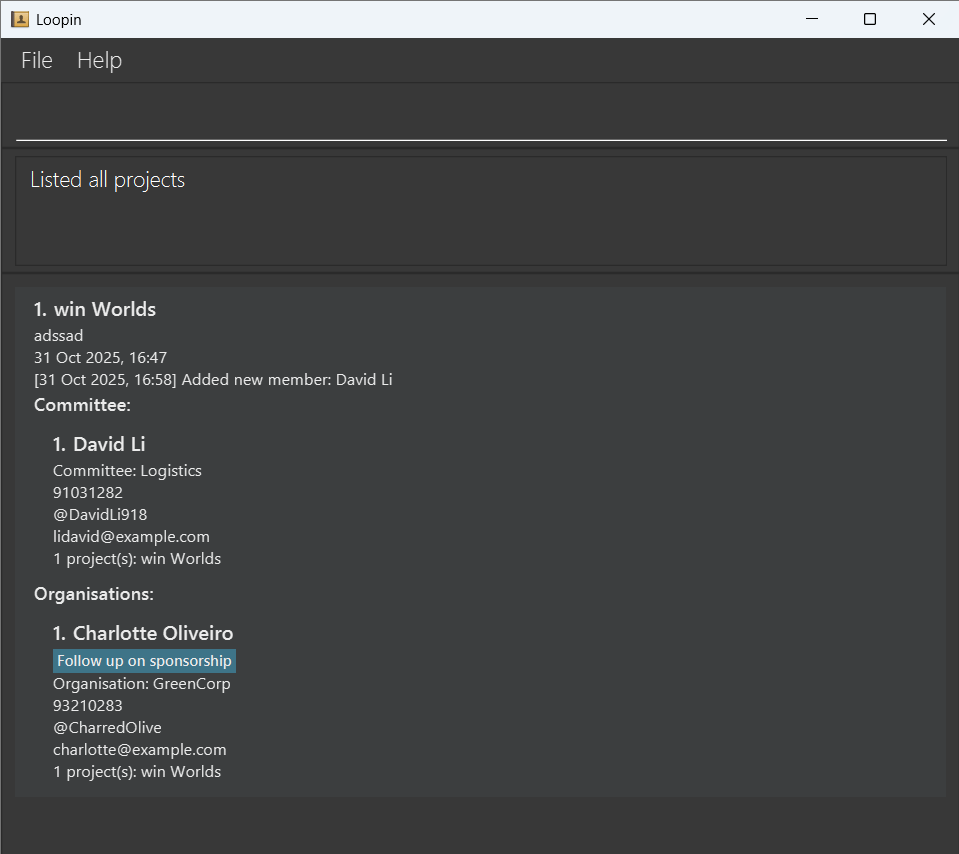 Loopin
File Help
Listed all projects
1. win Worlds
adssad
31 Oct 2025, 16:47
[31 Oct 2025, 16:58] Added new member: David Li
Committee:
1. David Li
Committee: Logistics
91031282
@DavidLi918
lidavid@example.com
1 project(s): win Worlds
Organisations:
1. Charlotte Oliveiro
Follow up on sponsorship
Organisation: GreenCorp
93210283
@CharredOlive
charlotte@example.com
1 project(s): win Worlds